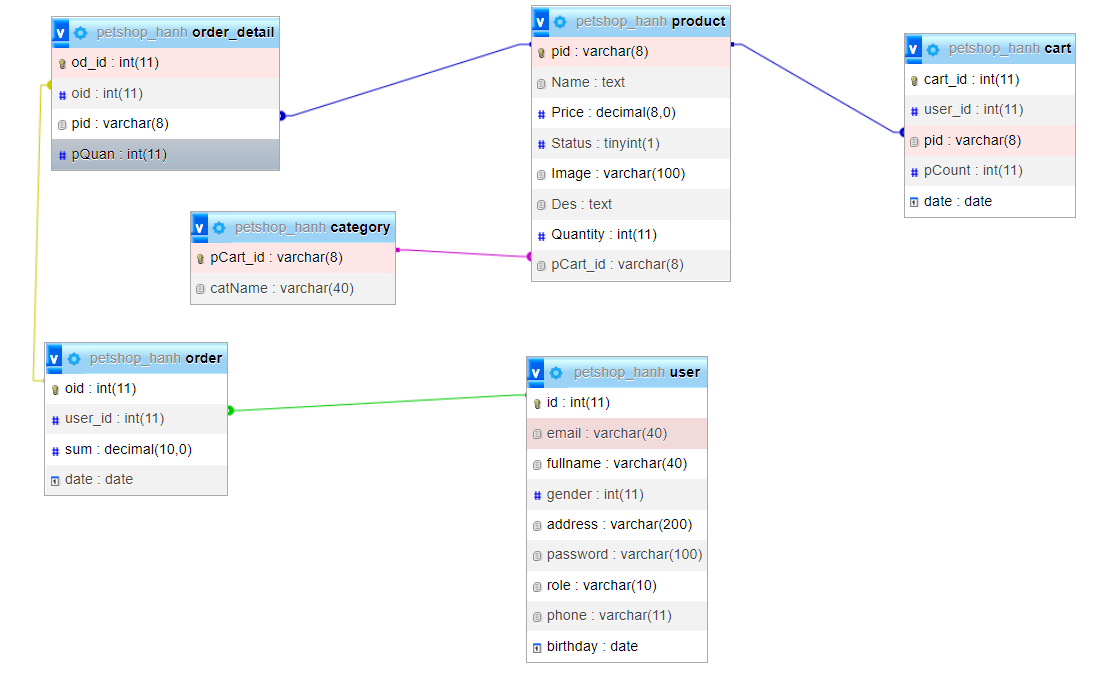 v petshop_hanh order_detail
od_id : int(11)
# oid : int(11)
pid : varchar(8)
# pQuan : int(11)
v petshop_hanh product
pid : varchar(8)
Name : text
# Price : decimal(8,0)
# Status : tinyint(1)
Image : varchar(100)
Des : text
# Quantity : int(11)
pCart_id : varchar(8)
v petshop_hanh cart
cart_id : int(11)
# user_id : int(11)
pid : varchar(8)
# pCount : int(11)
date : date
v petshop_hanh category
pCart_id : varchar(8)
catName : varchar(40)
v petshop_hanh order
oid : int(11)
# user_id : int(11)
# sum : decimal(10,0)
date : date
v petshop_hanh user
id : int(11)
email : varchar(40)
fullname : varchar(40)
# gender : int(11)
address : varchar(200)
password : varchar(100)
role : varchar(10)
phone : varchar(11)
birthday : date